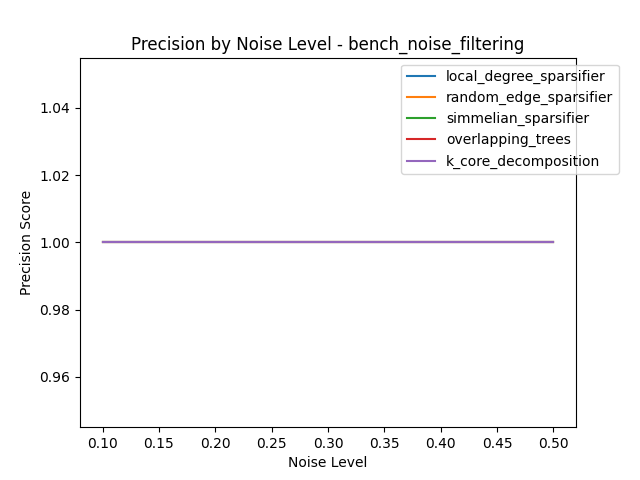 Precision by Noise Level - bench_noise_filtering
local_degree_sparsifier
random_edge_sparsifier
simmelian_sparsifier
overlapping_trees
k_core_decomposition
1.04
1.02
1.00
0.98
0.96
Precision Score
0.10 0.15 0.20 0.25 0.30 0.35 0.40 0.45 0.50
Noise Level